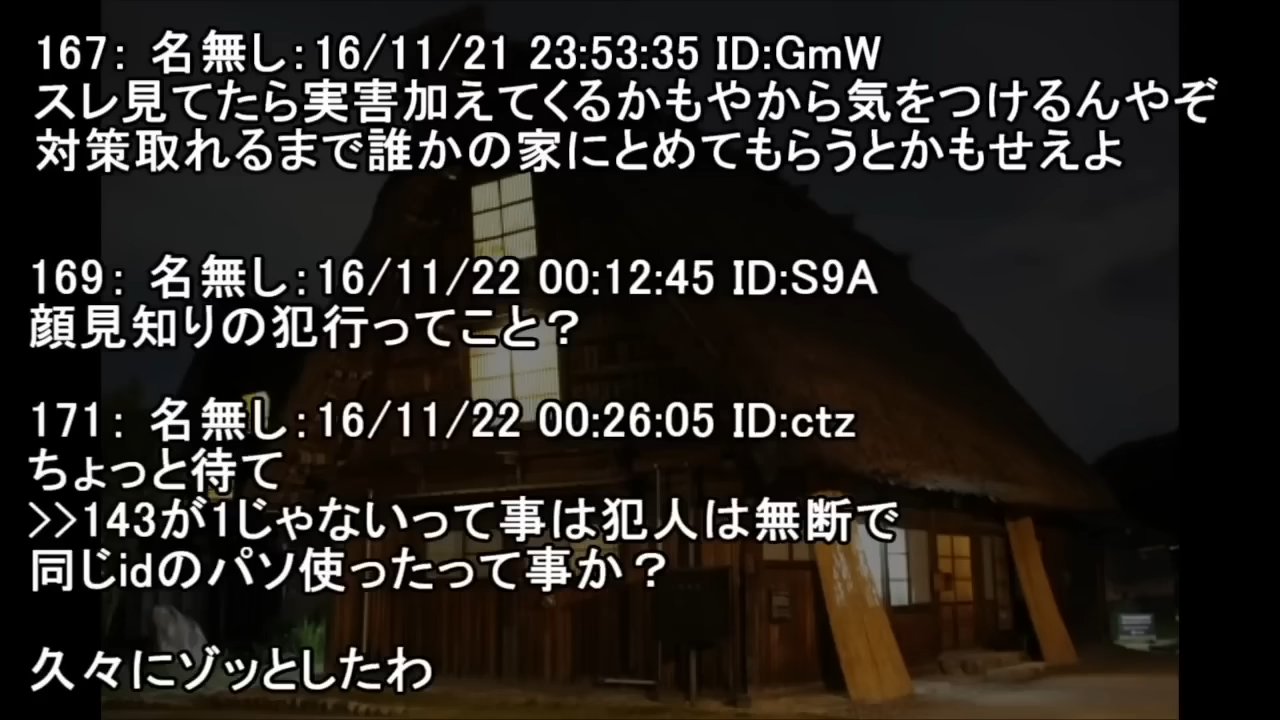 167: 名無し:16/11/21 23:53:35 ID:GmW
スレ見てたら実害加えてくるかもやから気をつけるんやぞ
対策取れるまで誰かの家にとめてもらうとかもせえよ
169: 名無し:16/11/22 00:12:45 ID:S9A
顔見知りの犯行ってこと？
171: 名無し:16/11/22 00:26:05 ID:ctz
ちょっと待て
>>143が1じゃないって事は犯人は無断で
同じidのパソ使ったって事か？
久々にゾッとしたわ